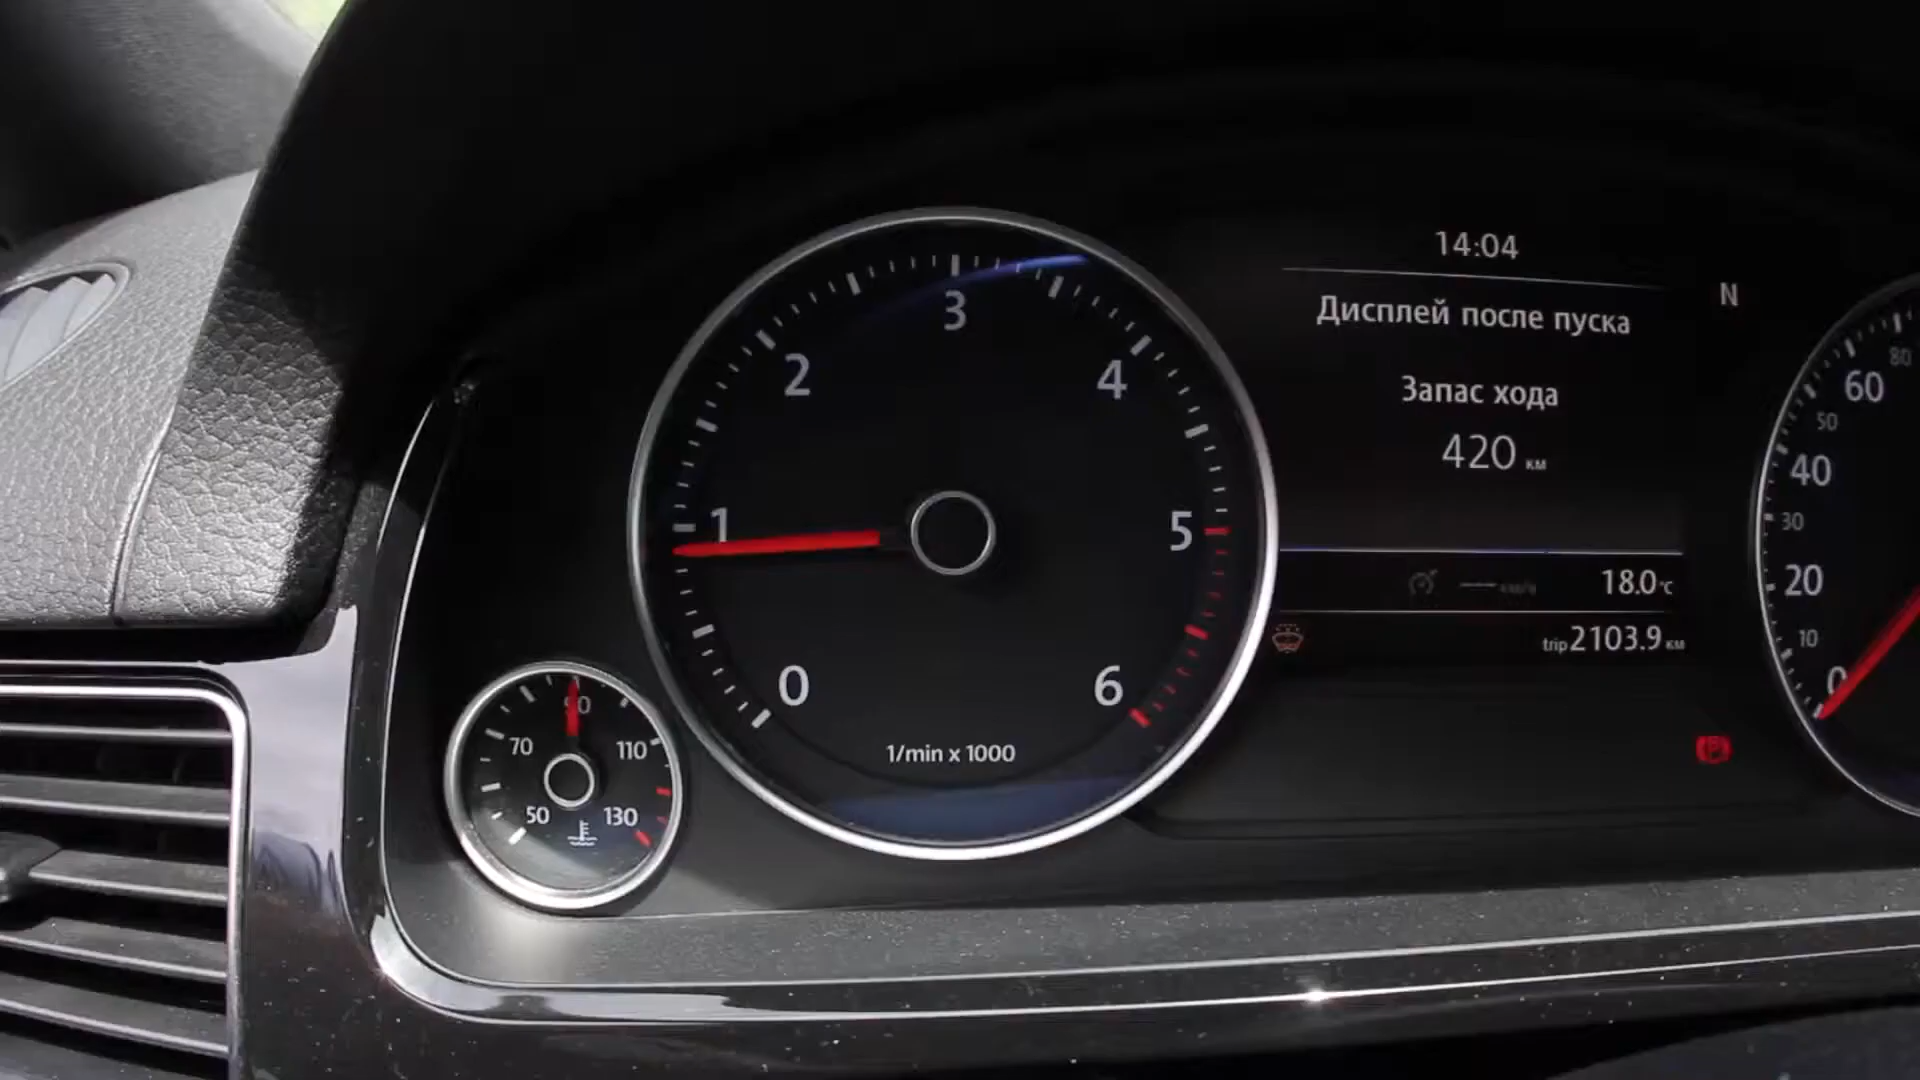 14:04
N
Дисплей после пуска
Запас хода
420 км
18.0 °C
trip 2103.9 км
3
2
4
1
5
0
6
1/min x 1000
90
70
110
50
130
80
60
50
40
30
20
10
0
P